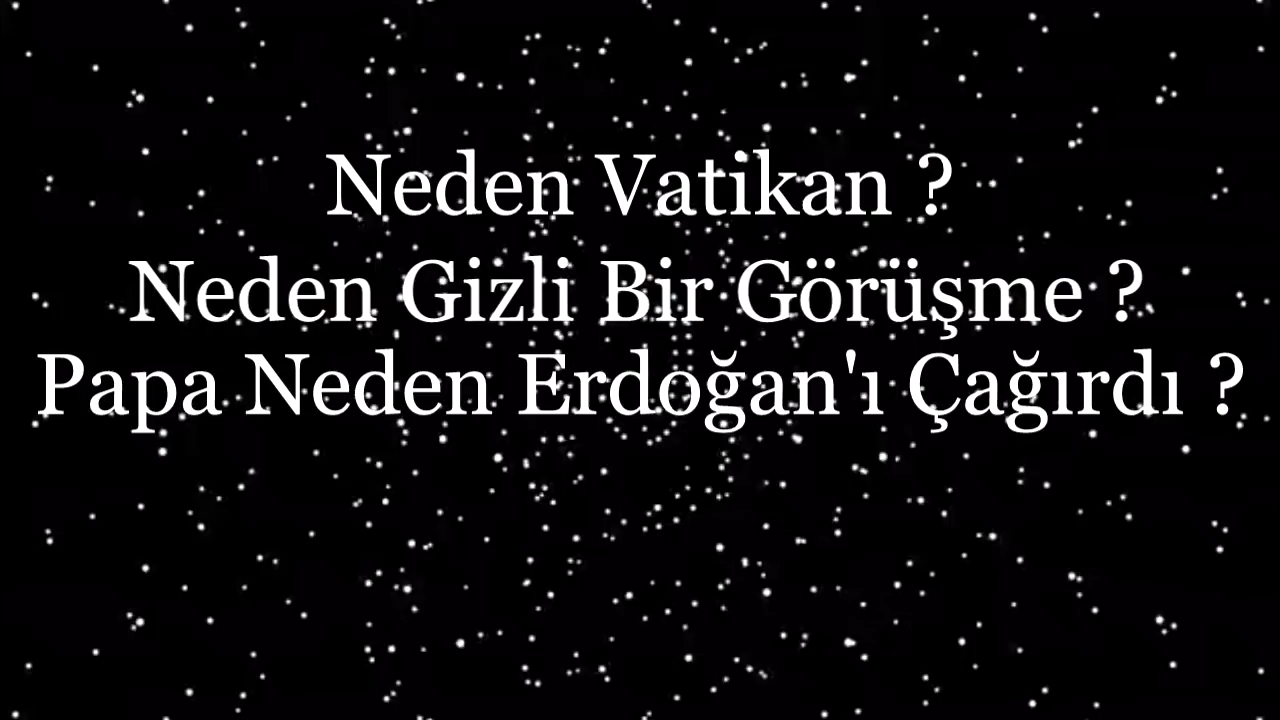 Neden Vatikan ?
Neden Gizli Bir Görüşme ?
Papa Neden Erdoğan'ı Çağırdı ?